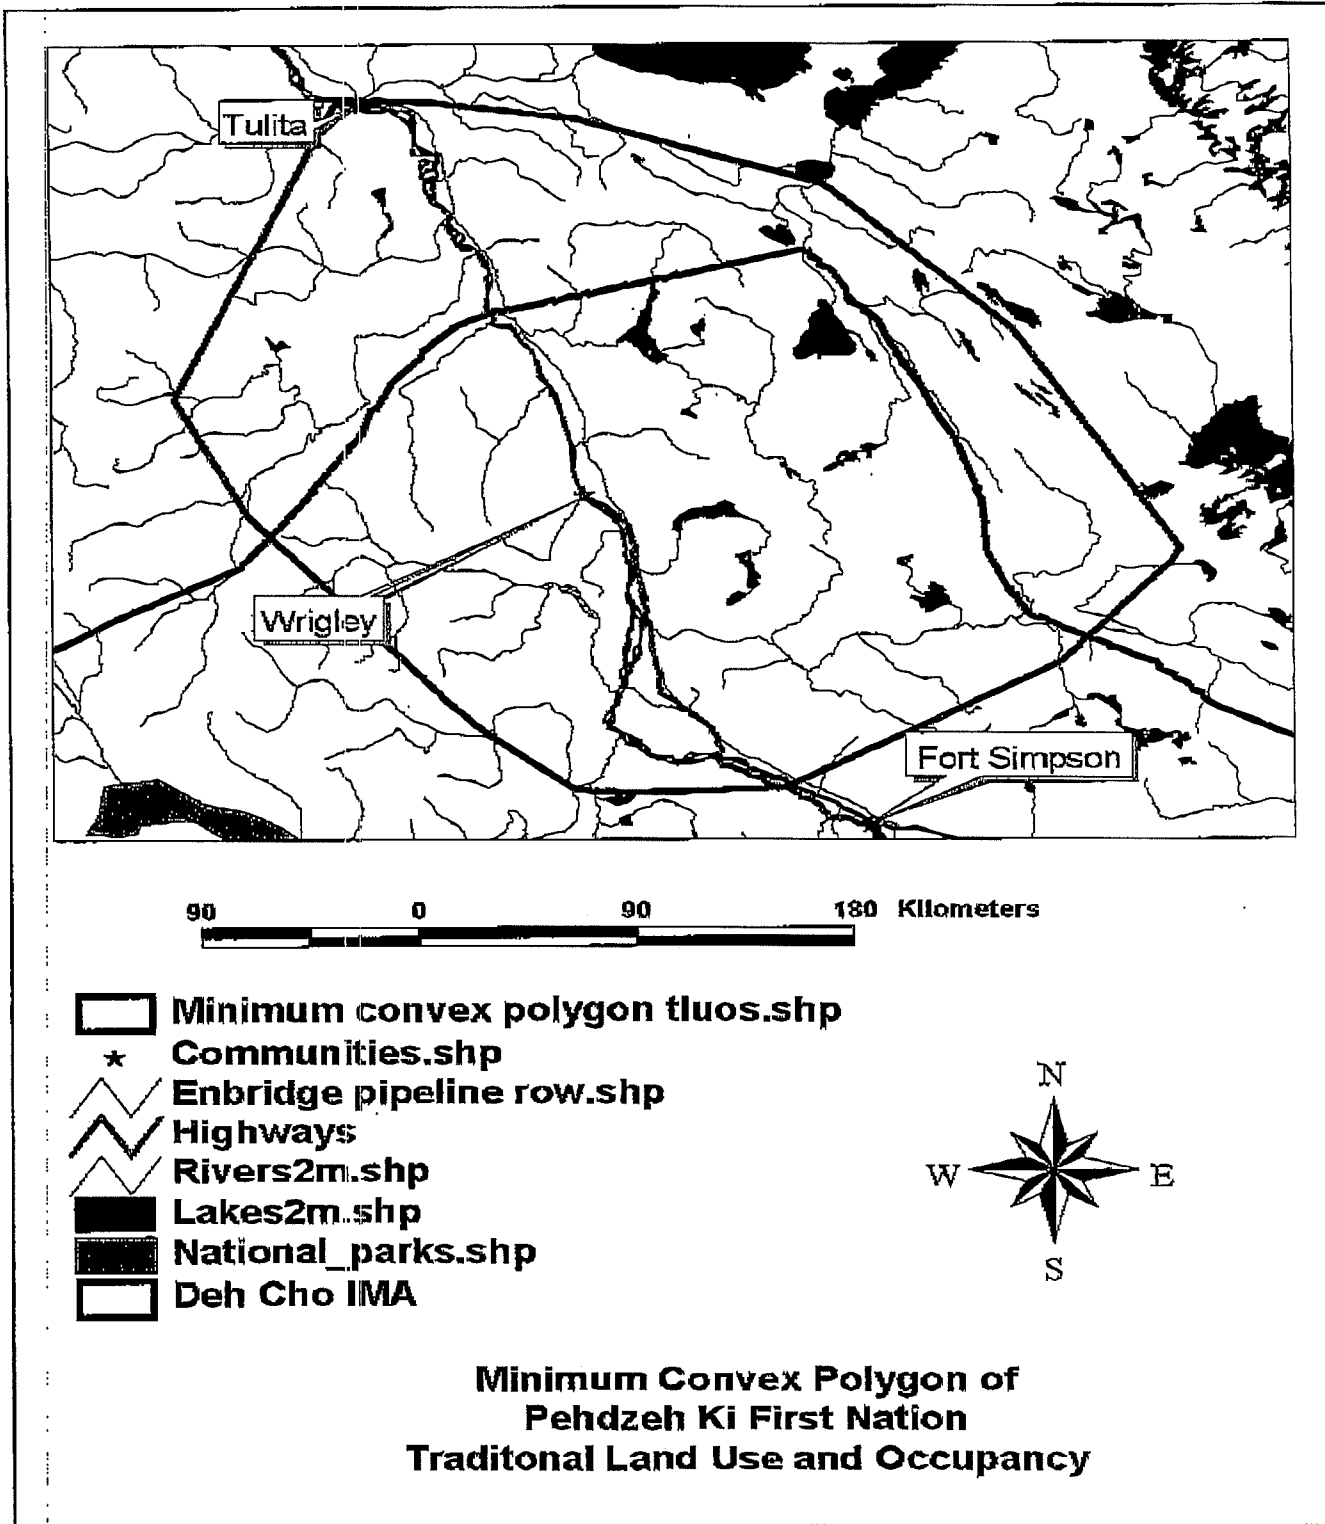 Tulita
Wrigley
Fort Simpson
90 0 90 180 Kilometers
Minimum convex polygon tluos.shp
Communities.shp
Enbridge pipeline row.shp
Highways
Rivers2m.shp
Lakes2m.shp
National_parks.shp
Deh Cho IMA
N
W E
S
Minimum Convex Polygon of
Pehdzeh Ki First Nation
Traditonal Land Use and Occupancy